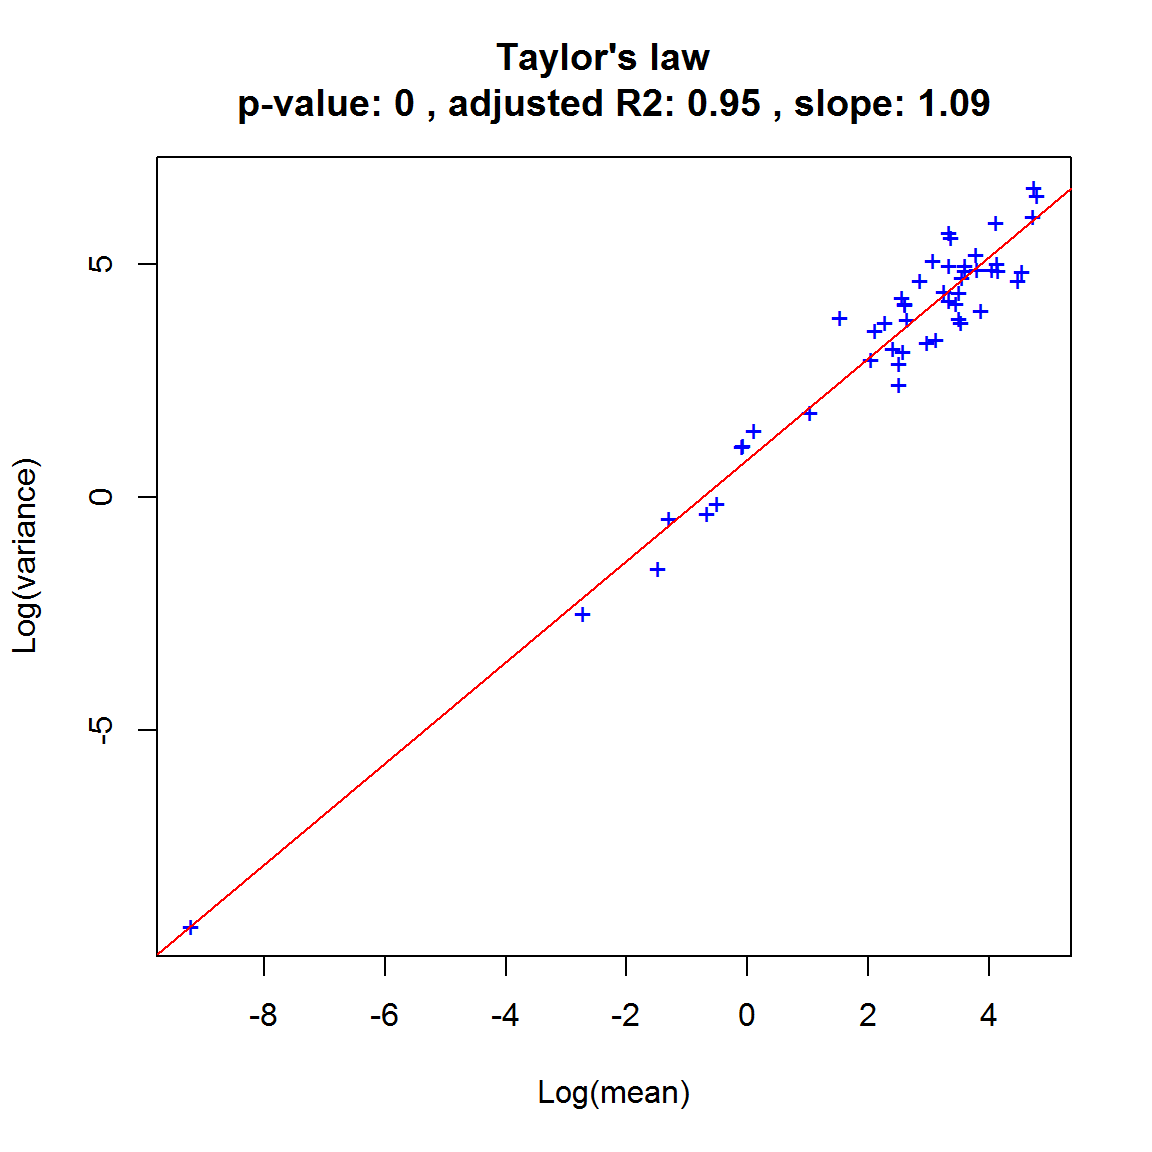 Taylor's law
p-value: 0 , adjusted R2: 0.95 , slope: 1.09
Log(variance)
5
0
-5
-8 -6 -4 -2 0 2 4
Log(mean)